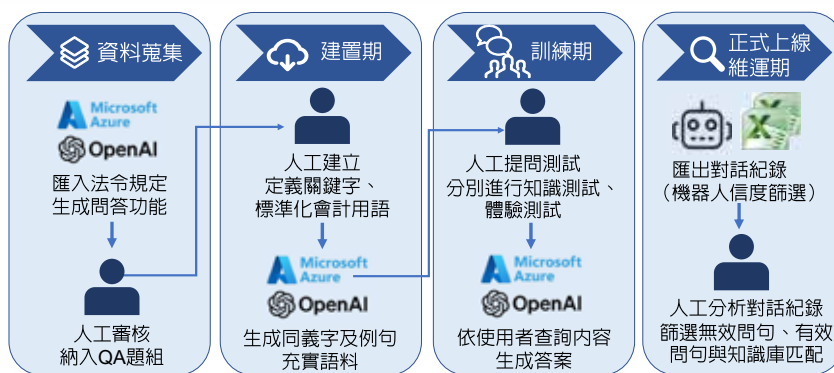 資料蒐集
Microsoft
Azure
OpenAI
匯入法令規定
生成問答功能
人工審核
納入QA題組
建置期
人工建立
定義關鍵字、
標準化會計用語
Microsoft
Azure
OpenAI
生成同義字及例句
充實語料
訓練期
人工提問測試
分別進行知識測試、
體驗測試
Microsoft
Azure
OpenAI
依使用者查詢內容
生成答案
正式上線
維運期
X
匯出對話紀錄
（機器人信度篩選）
人工分析對話紀錄
篩選無效問句、有效
問句與知識庫匹配